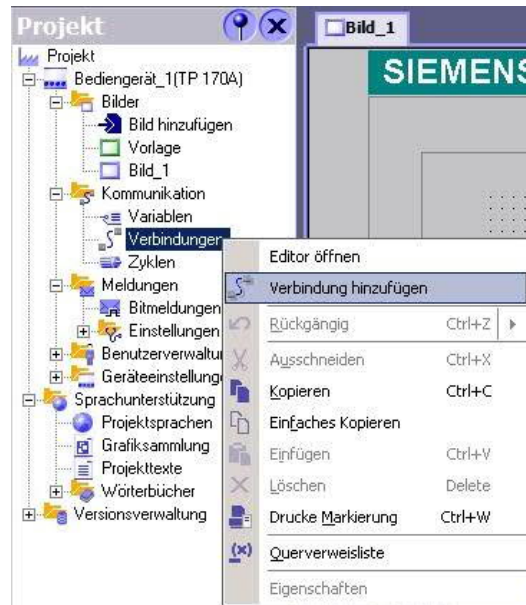 Projekt
Projekt
Bediengerät_1(TP 170A)
Bilder
Bild hinzufügen
Vorlage
Bild_1
Kommunikation
Variablen
Verbindungen
Zyklen
Meldungen
Bitmeldungen
Einstellungen
Benutzerverwaltu
Geräteeinstellung
Sprachunterstützung
Projektsprachen
Grafiksammlung
Projekttexte
Wörterbücher
Versionsverwaltung
Bild_1
SIEMENS
Editor öffnen
Verbindung hinzufügen
Rückgängig Ctrl+Z
Ausschneiden Ctrl+X
Kopieren Ctrl+C
Einfaches Kopieren
Einfügen Ctrl+V
Löschen Delete
Drucke Markierung Ctrl+W
Querverweisliste
Eigenschaften